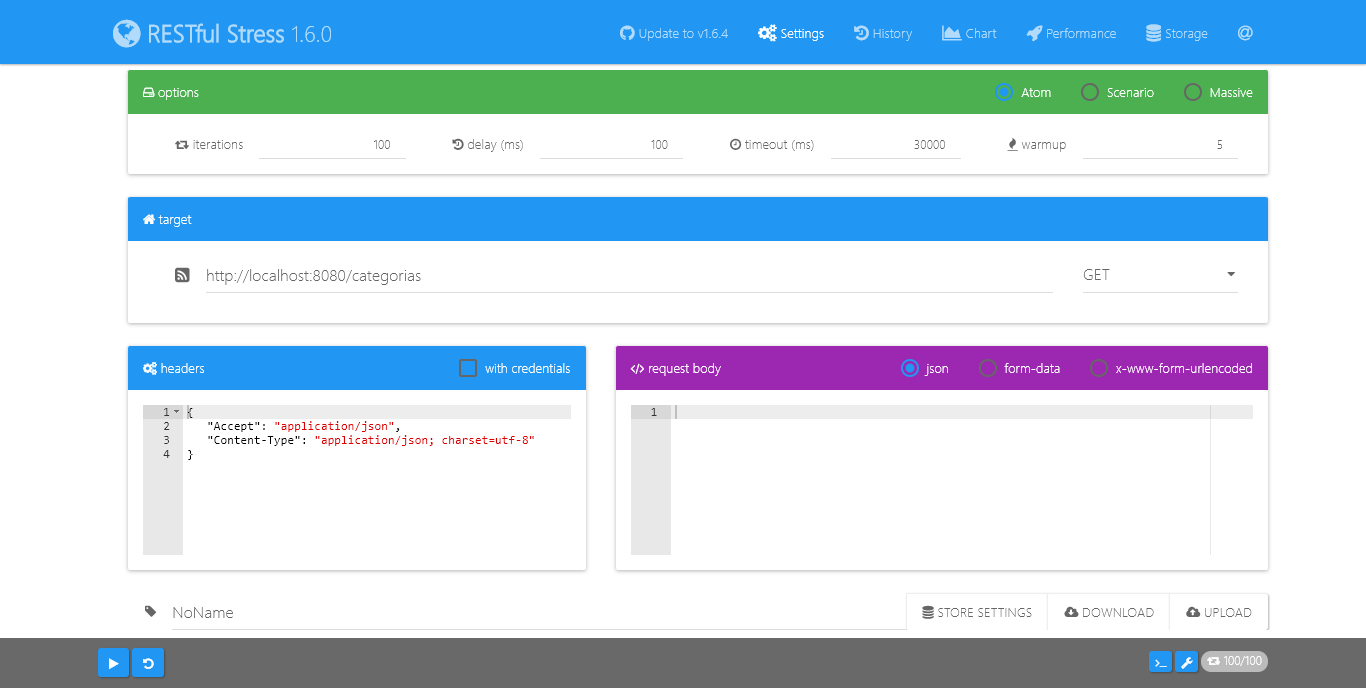 RESTful Stress 1.6.0 Update to v1.6.4 Settings History Chart Performance Storage @
options Atom Scenario Massive
iterations 100 delay (ms) 100 timeout (ms) 30000 warmup 5
target
http://localhost:8080/categorias GET
headers with credentials
1 {
2 "Accept": "application/json",
3 "Content-Type": "application/json; charset=utf-8"
4 }
</> request body json form-data x-www-form-urlencoded
1
NoName STORE SETTINGS DOWNLOAD UPLOAD
>_ 100/100